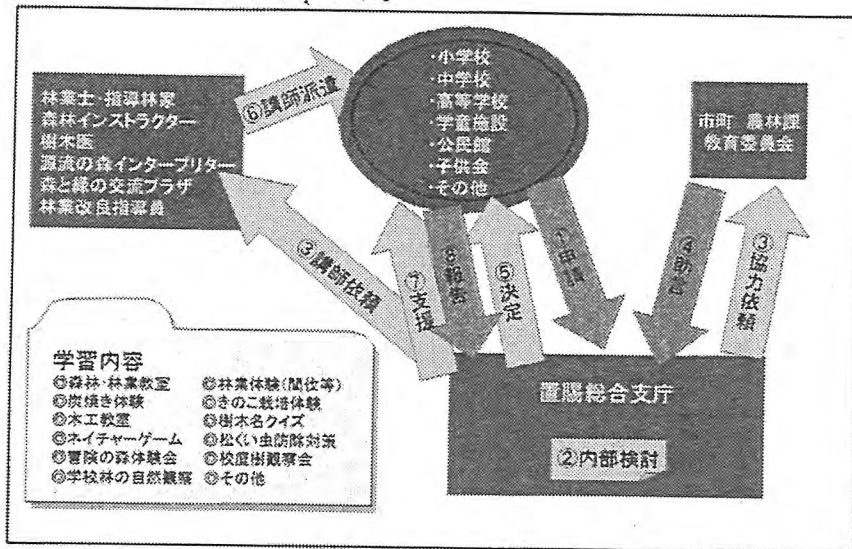 林業士・指導林家
森林インストラクター
樹木医
源流の森インタープリター
森と緑の交流プラザ
林業改良指導員
⑥講師派遣
・小学校
・中学校
・高等学校
・学童施設
・公民館
・子供会
・その他
市町 農林課
教育委員会
③講師依頼
⑦支援
⑧報告
⑤決定
①申請
④助言
③協力依頼
置賜総合支庁
②内部検討
学習内容
◎森林・林業教室
◎炭焼き体験
◎木工教室
◎ネイチャーゲーム
◎冒険の森体験会
◎学校林の自然観察
◎林業体験(間伐等)
◎きのこ栽培体験
◎樹木名クイズ
◎松くい虫防除対策
◎校庭樹観察会
◎その他